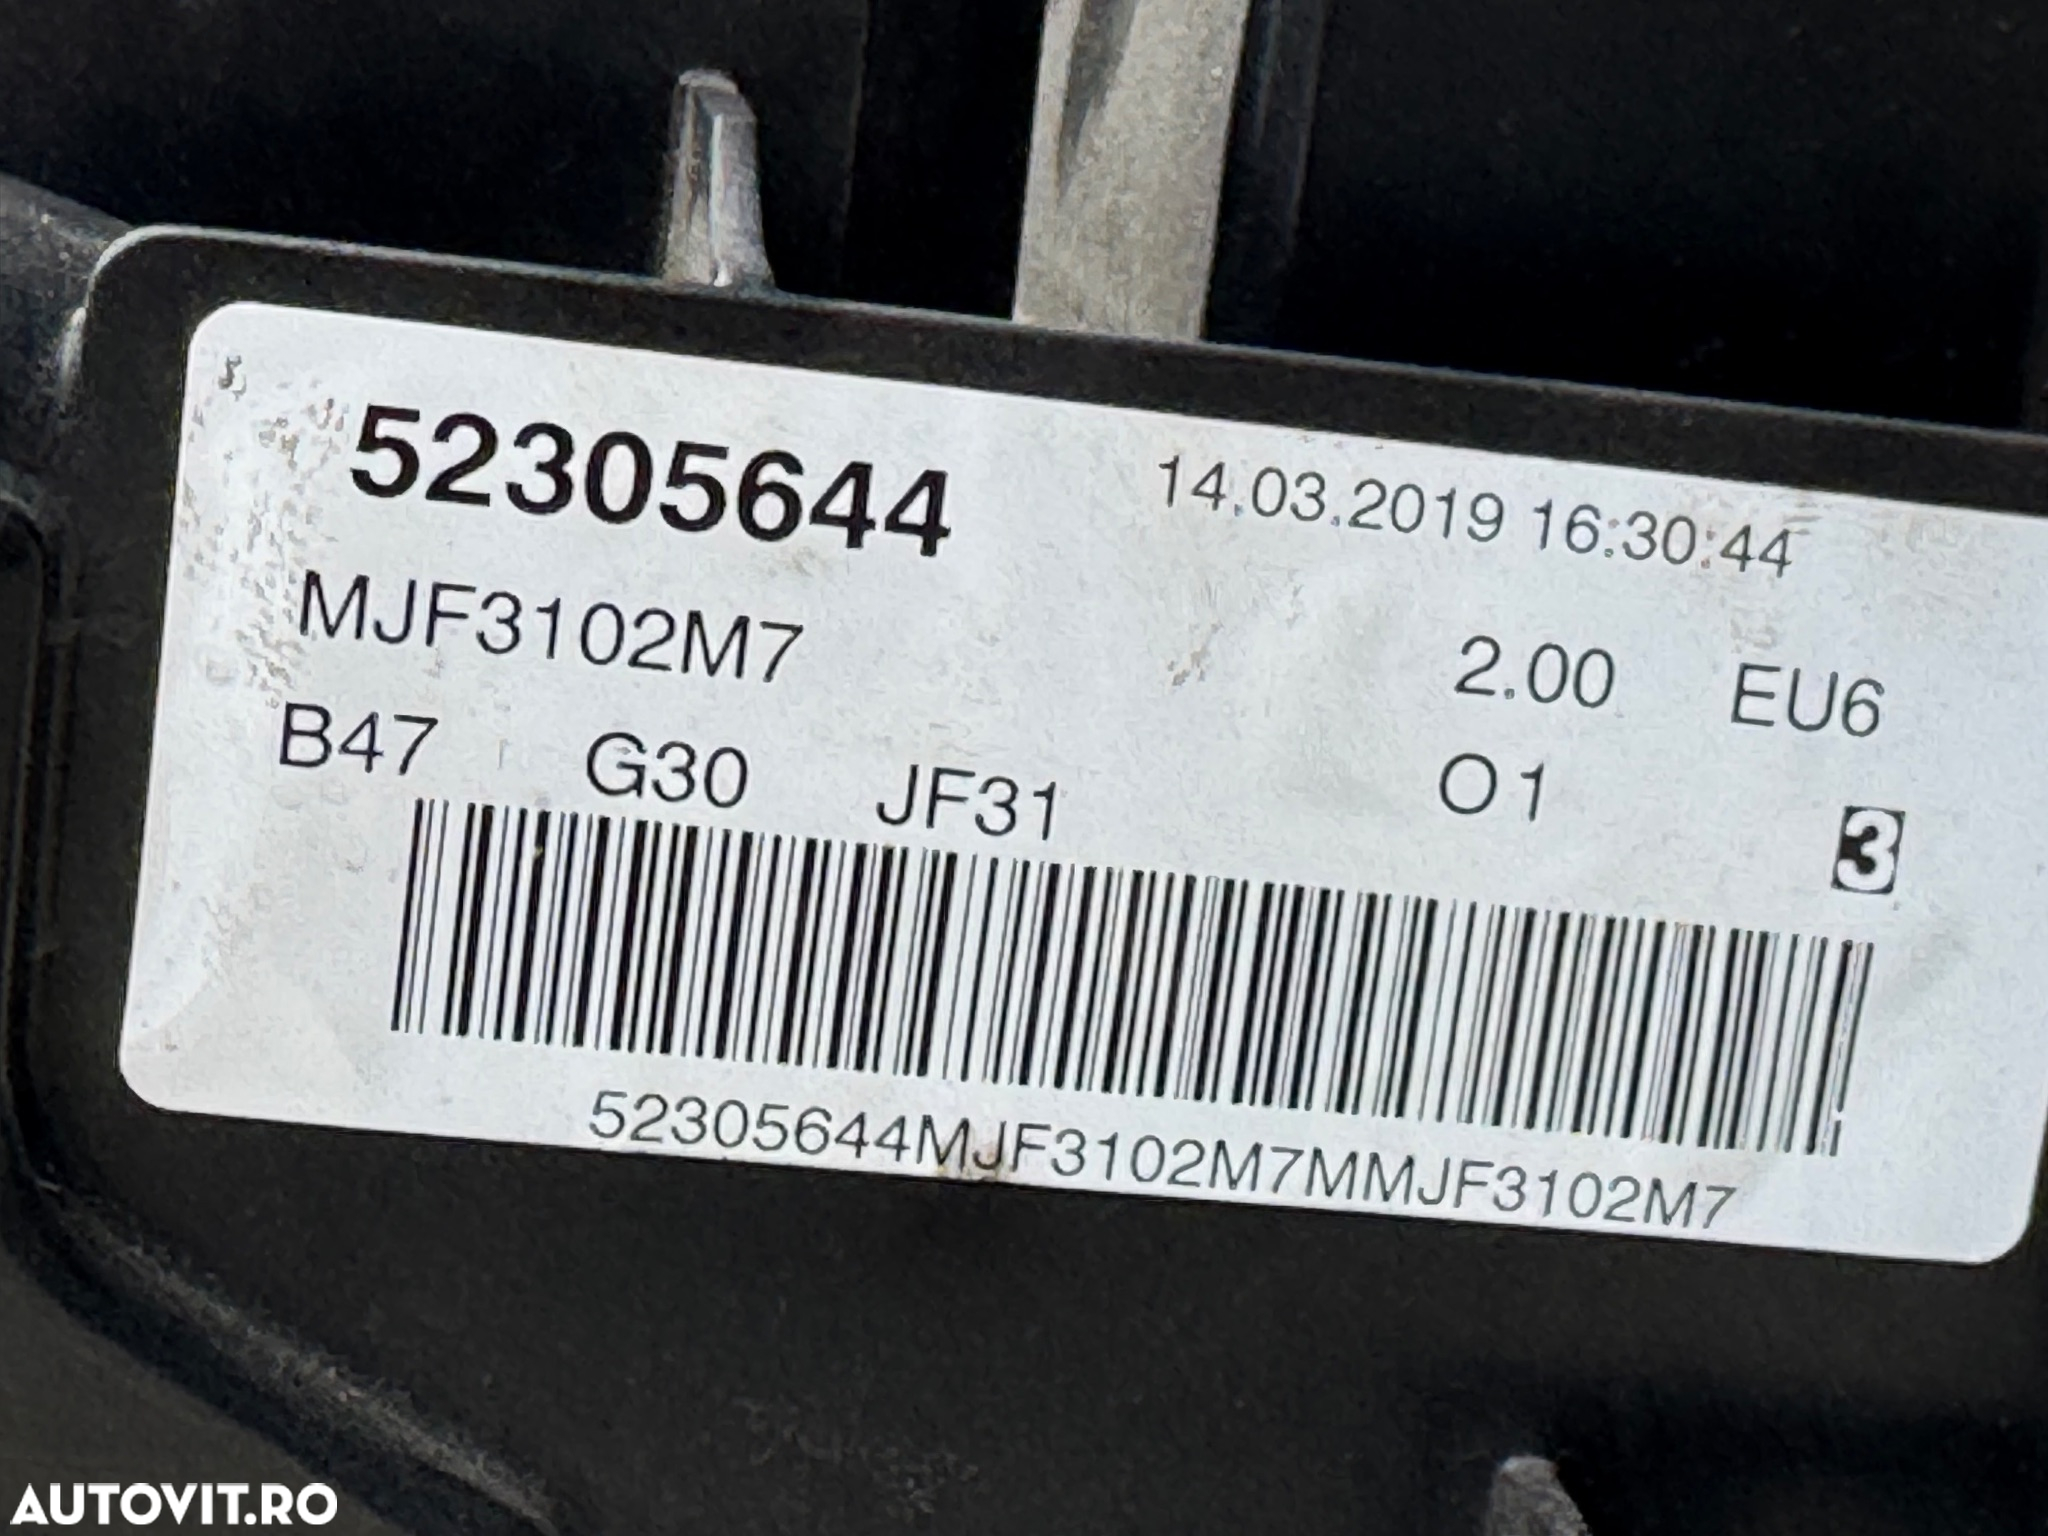 52305644 14.03.2019 16:30:44
MJF3102M7 2.00 EU6
B47 G30 JF31 O1 3
52305644MJF3102M7MMJF3102M7
AUTOVIT.RO